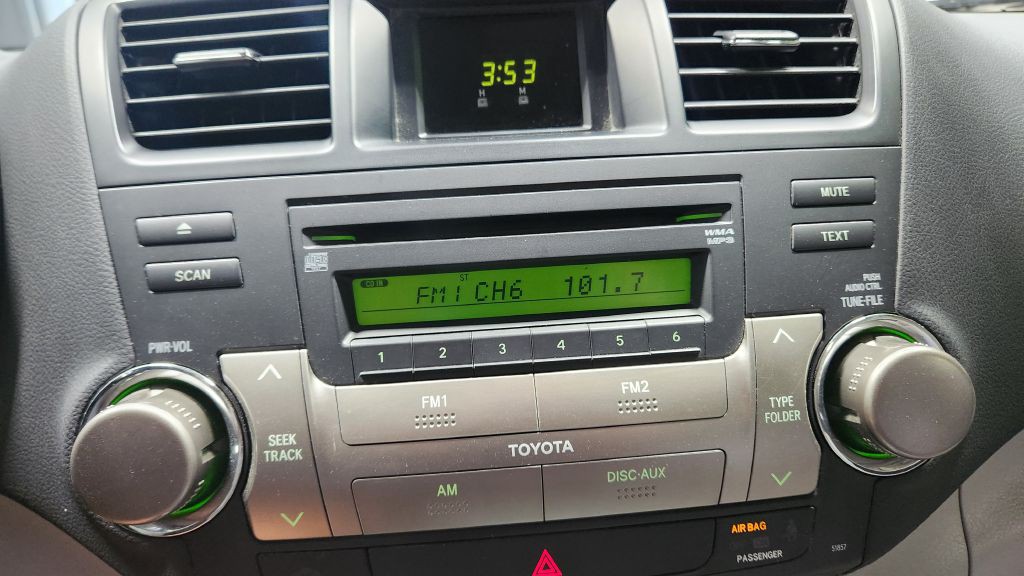 3:53
H M
MUTE
TEXT
SCAN
WMA
MP3
CD IN ST
FM1 CH6 101.7
PUSH
AUDIO CTRL
TUNE·FILE
PWR·VOL
1 2 3 4 5 6
FM1 FM2
SEEK
TRACK
TYPE
FOLDER
TOYOTA
AM DISC·AUX
AIR BAG
PASSENGER
51857